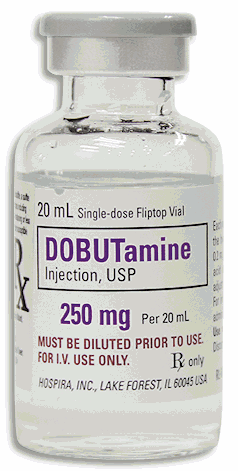 20 mL Single-dose Fliptop Vial
DOBUTamine
Injection, USP
250 mg Per 20 mL
MUST BE DILUTED PRIOR TO USE.
FOR I.V. USE ONLY.
Rx only
HOSPIRA, INC., LAKE FOREST, IL 60045 USA